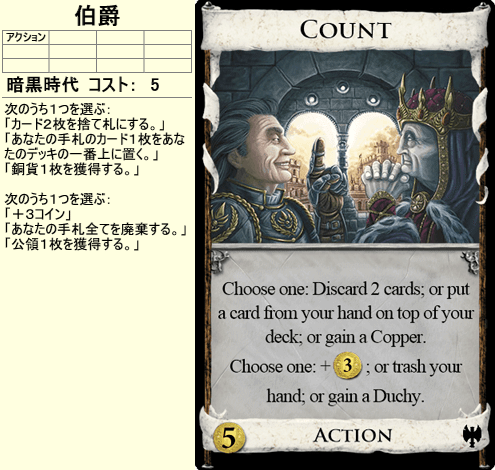 伯爵
アクション
暗黒時代 コスト： 5
次のうち１つを選ぶ：
「カード２枚を捨て札にする。」
「あなたの手札のカード１枚をあな
たのデッキの一番上に置く。」
「銅貨１枚を獲得する。」
次のうち１つを選ぶ：
「＋３コイン」
「あなたの手札全てを廃棄する。」
「公領１枚を獲得する。」
COUNT
Choose one: Discard 2 cards; or put
a card from your hand on top of your
deck; or gain a Copper.
Choose one: + 3 ; or trash your
hand; or gain a Duchy.
5 ACTION